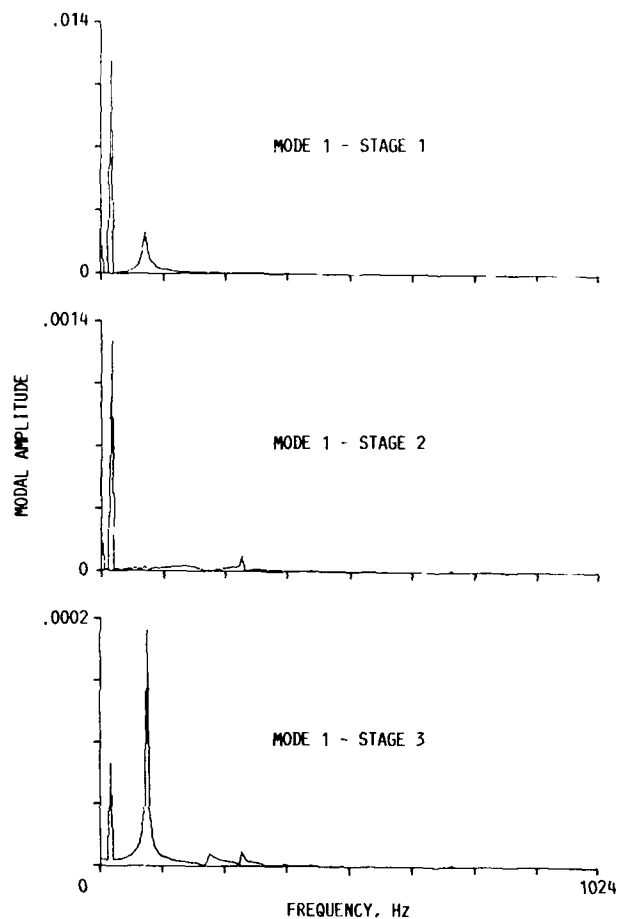 .014
MODE 1 - STAGE 1
0
.0014
MODE 1 - STAGE 2
MODAL AMPLITUDE
0
.0002
MODE 1 - STAGE 3
0
1024
FREQUENCY, Hz